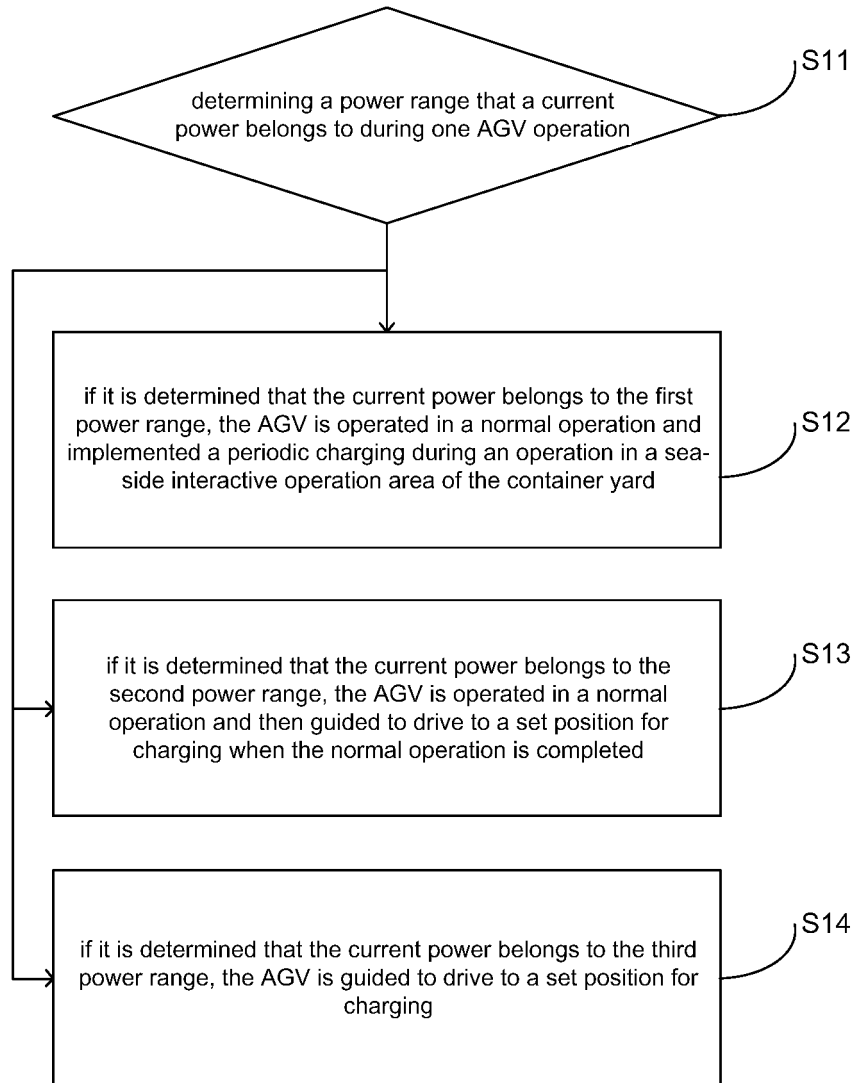 S11
determining a power range that a current
power belongs to during one AGV operation
if it is determined that the current power belongs to the first
power range, the AGV is operated in a normal operation and
implemented a periodic charging during an operation in a sea-
side interactive operation area of the container yard
S12
if it is determined that the current power belongs to the
second power range, the AGV is operated in a normal
operation and then guided to drive to a set position for
charging when the normal operation is completed
S13
if it is determined that the current power belongs to the third
power range, the AGV is guided to drive to a set position for
charging
S14